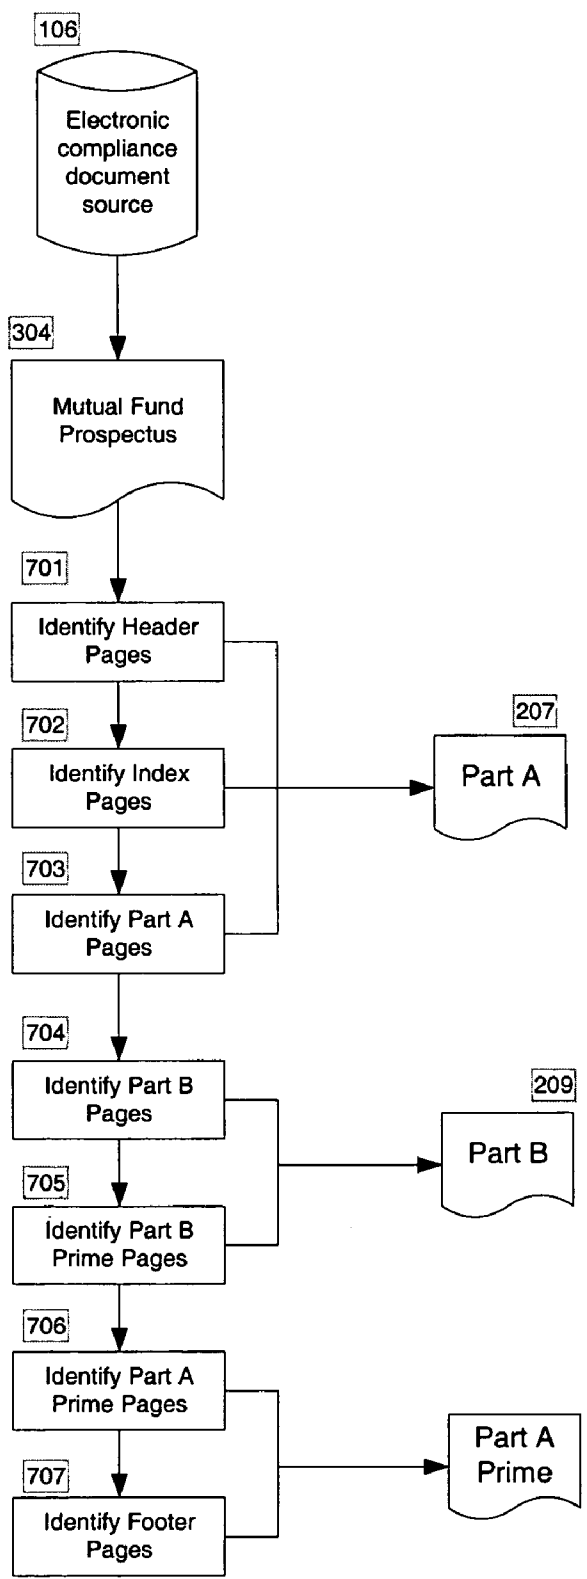 106
Electronic
compliance
document
source
304
Mutual Fund
Prospectus
701
Identify Header
Pages
702
Identify Index
Pages
207
Part A
703
Identify Part A
Pages
704
Identify Part B
Pages
209
Part B
705
Identify Part B
Prime Pages
706
Identify Part A
Prime Pages
Part A
Prime
707
Identify Footer
Pages